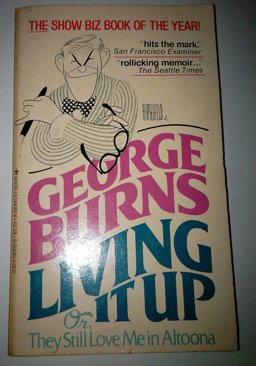 THE SHOW BIZ BOOK OF THE YEAR!
"hits the mark."
San Francisco Examiner
"rollicking memoir..."
The Seattle Times
HIRSCHFELD
GEORGE
BURNS
LIVING
IT UP
Or,
They Still Love Me in Altoona